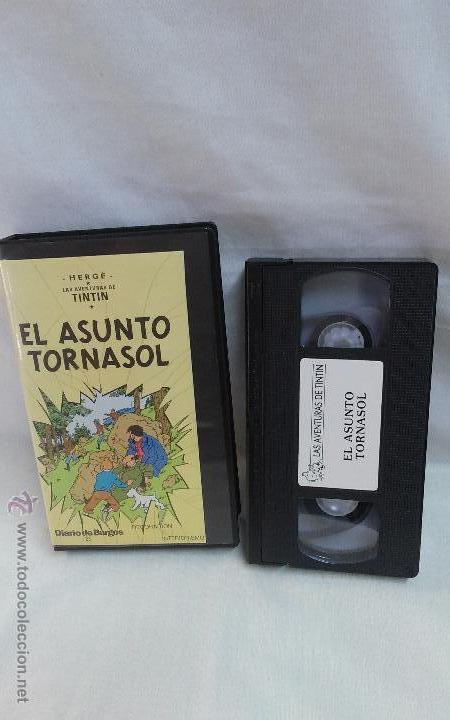 - HERGÉ -
LAS AVENTURAS DE
TINTIN
EL ASUNTO
TORNASOL
Diario de Burgos
LAS AVENTURAS DE TINTIN
EL ASUNTO
TORNASOL
www.todocoleccion.net